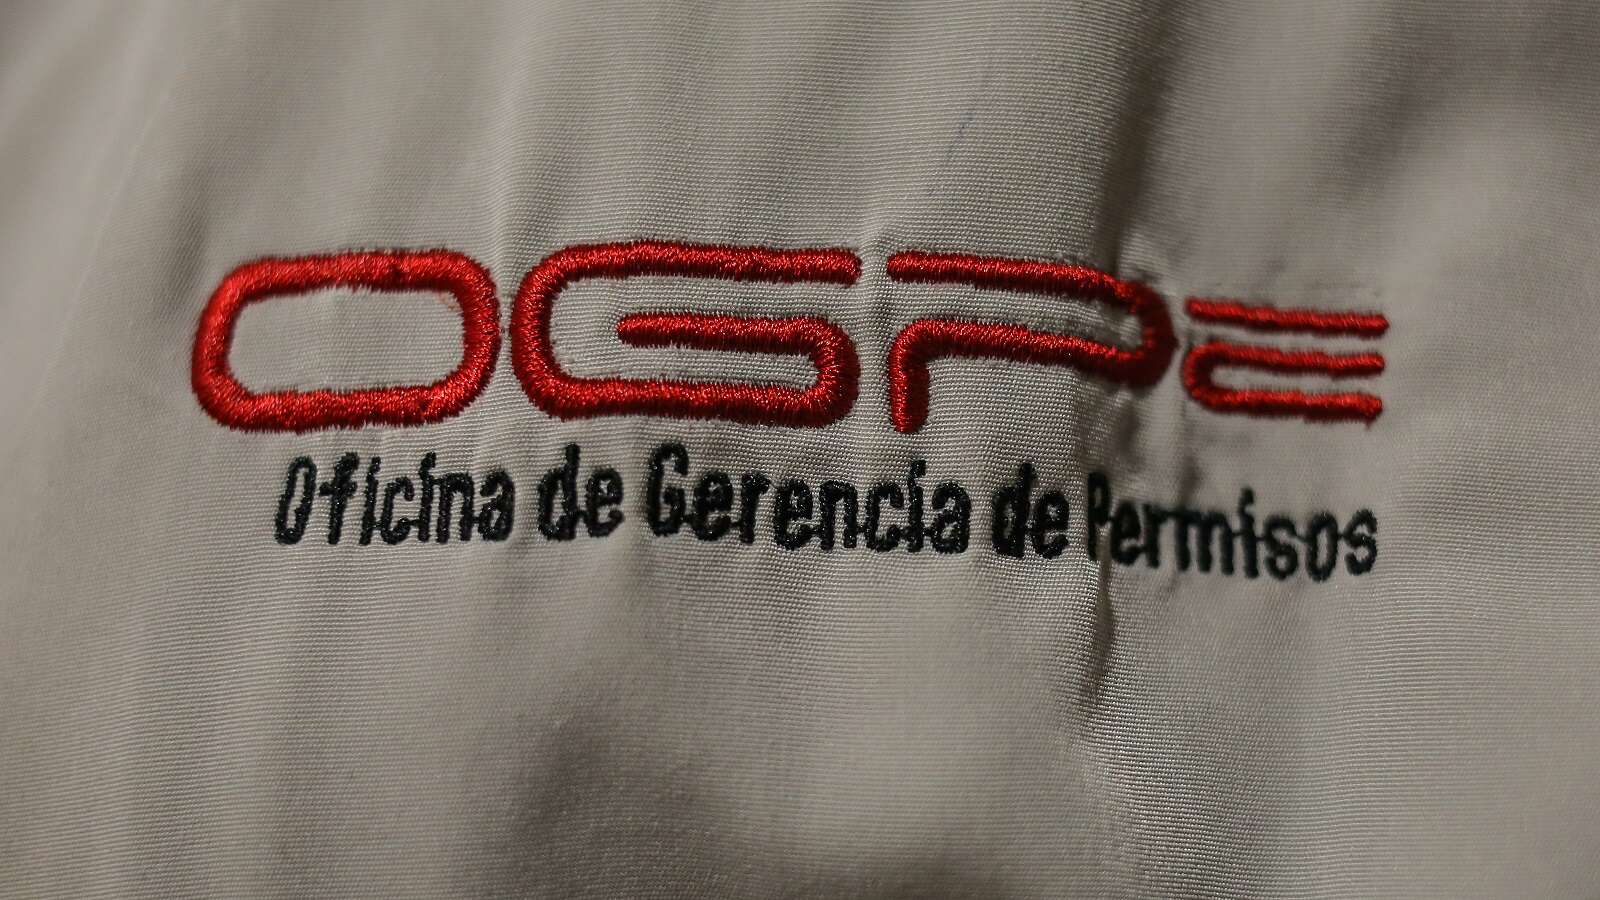 OGPE
Oficina de Gerencia de Permisos